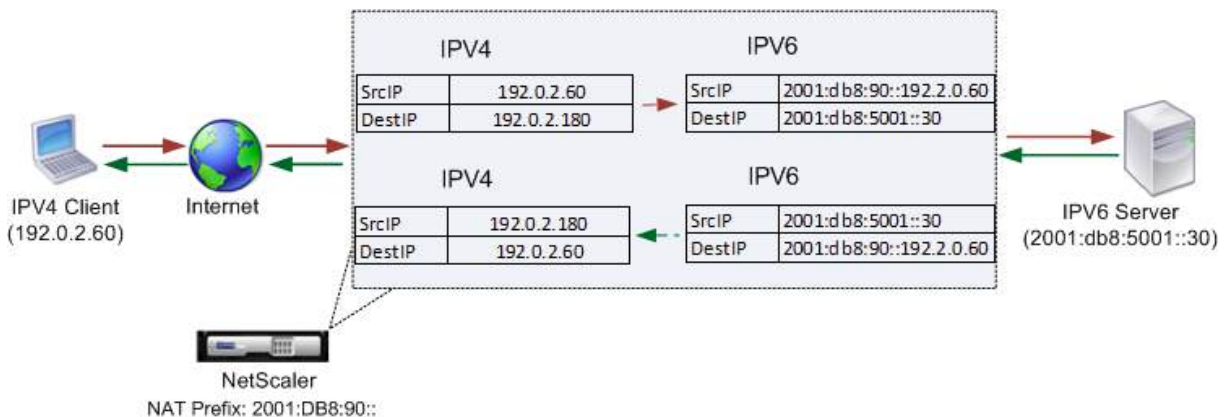 IPV4 IPV6
SrcIP 192.0.2.60 SrcIP 2001:db8:90::192.2.0.60
DestIP 192.0.2.180 DestIP 2001:db8:5001::30
IPV4 IPV6
SrcIP 192.0.2.180 SrcIP 2001:db8:5001::30
DestIP 192.0.2.60 DestIP 2001:db8:90::192.2.0.60
IPV4 Client
(192.0.2.60)
Internet
IPV6 Server
(2001:db8:5001::30)
NetScaler
NAT Prefix: 2001:DB8:90::